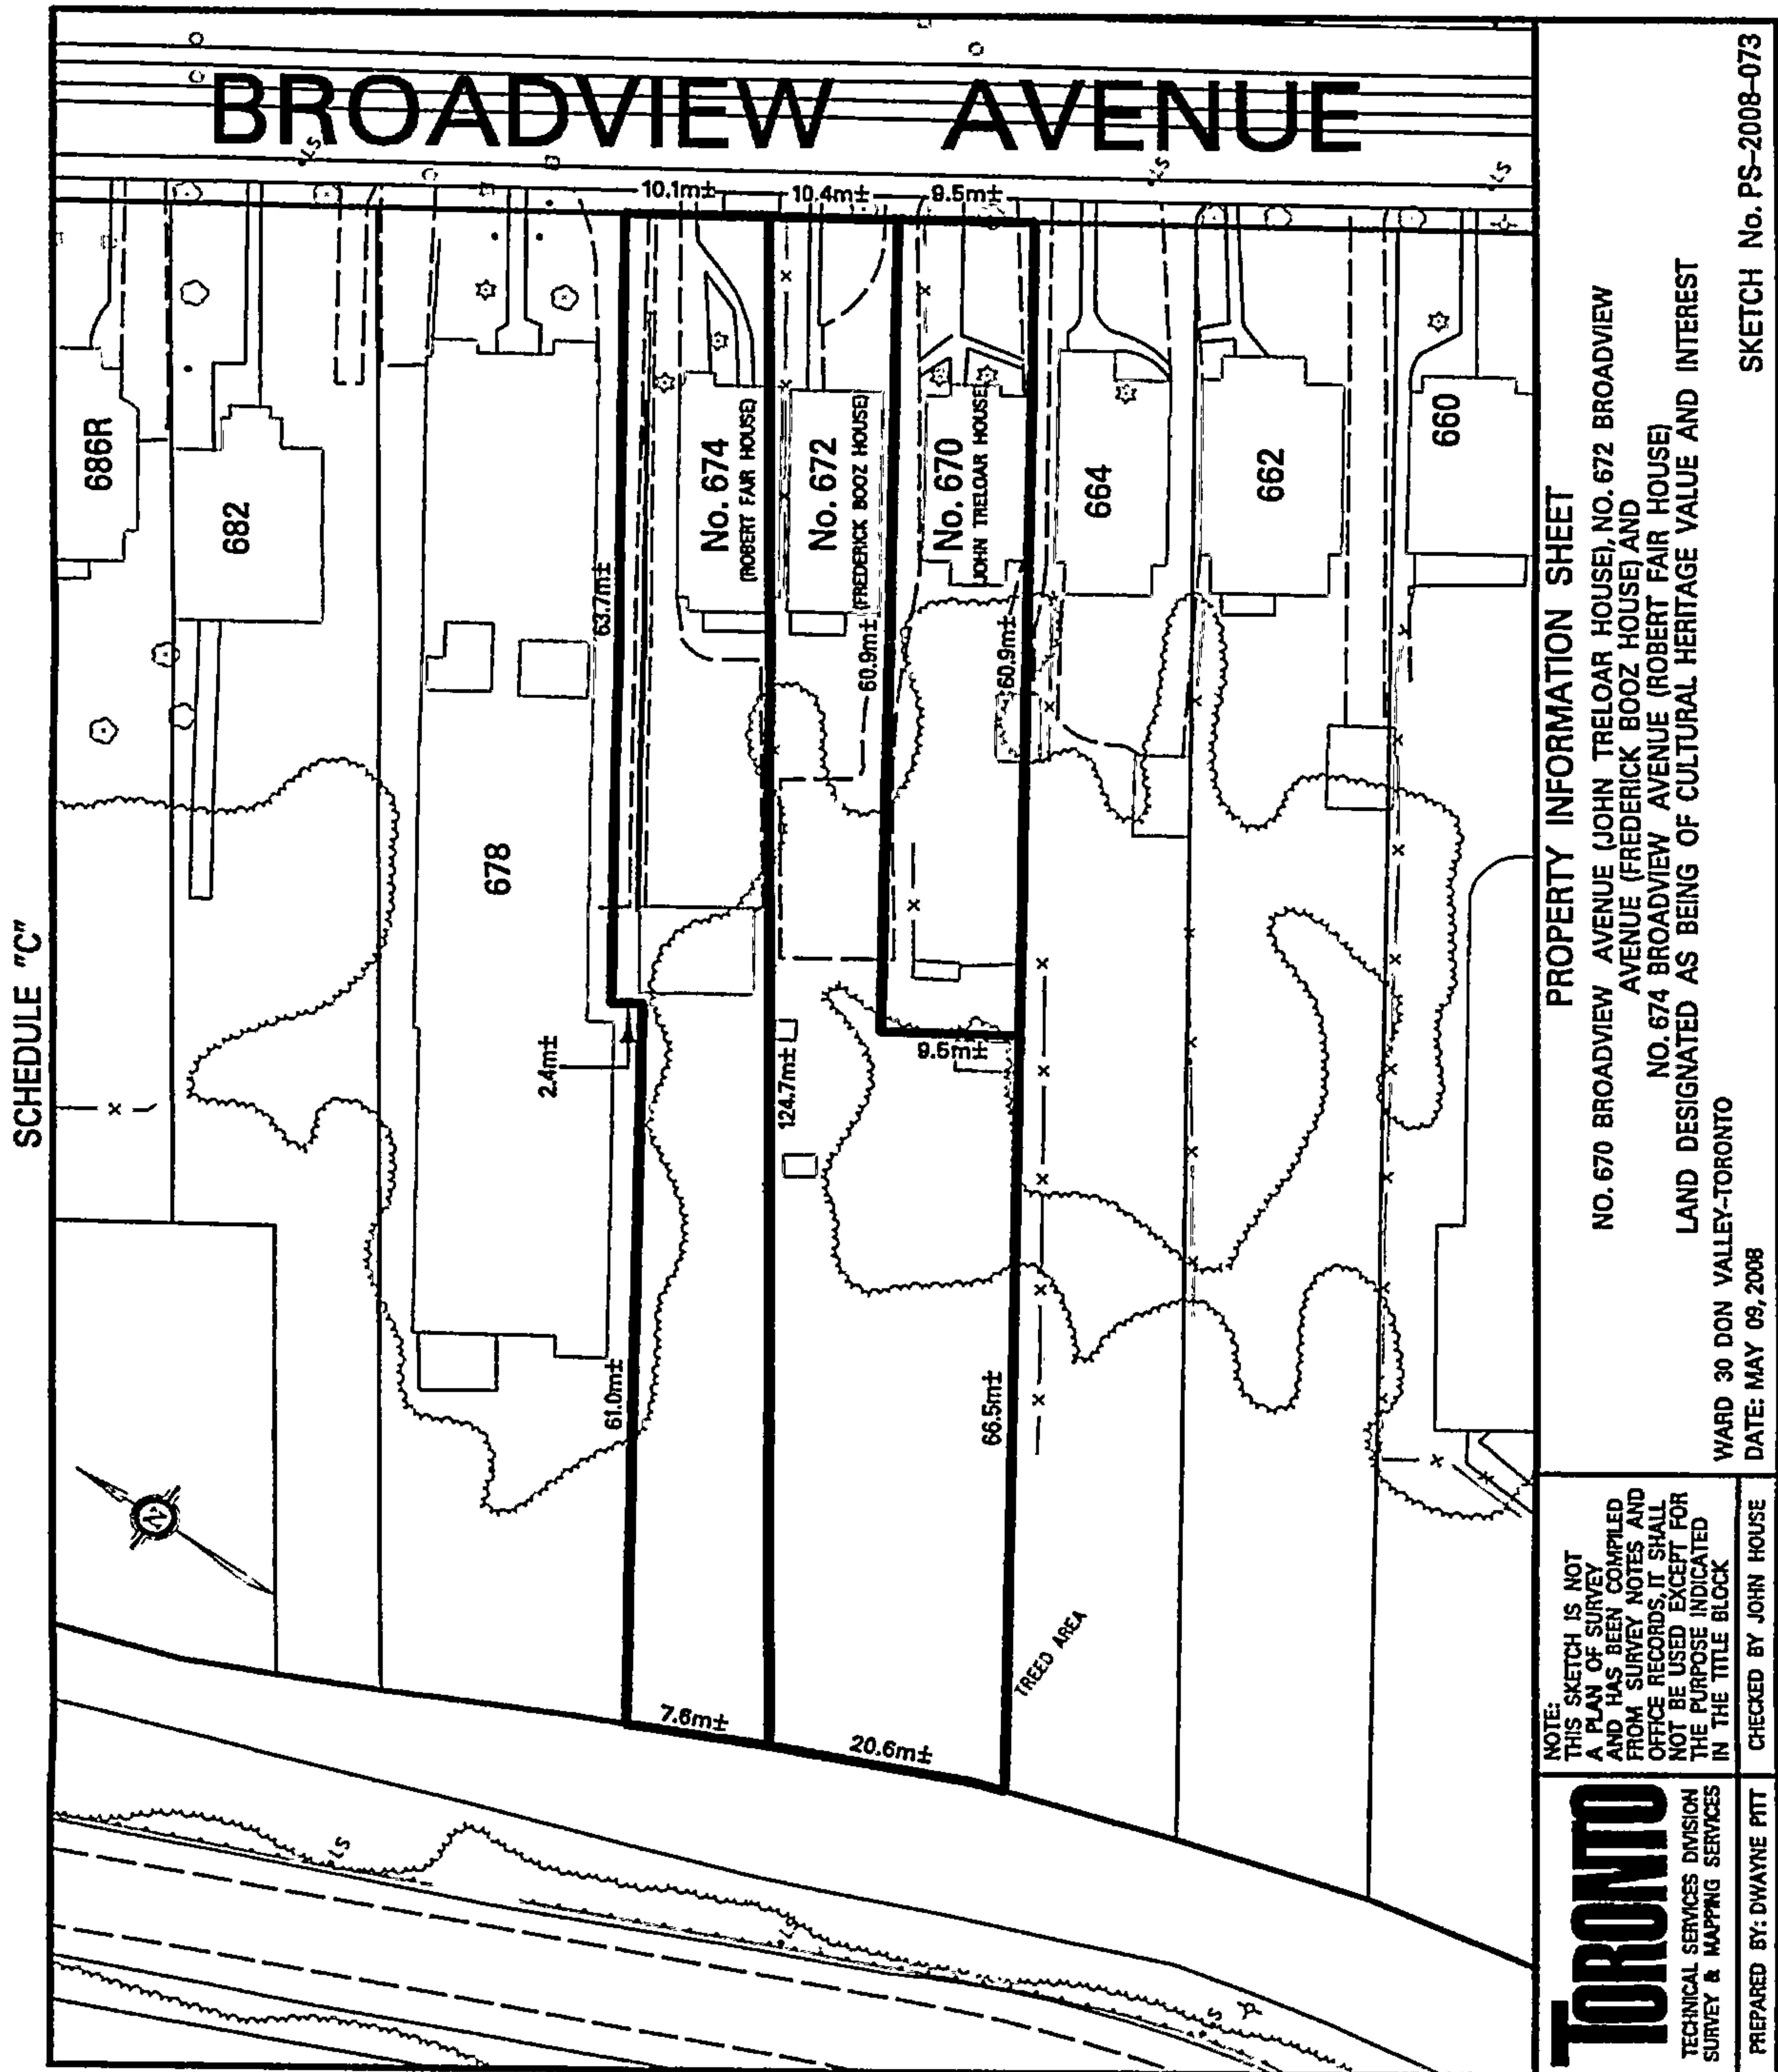 SCHEDULE "C"
BROADVIEW AVENUE
10.1m±
10.4m±
9.5m±
686R
682
678
No. 674
(ROBERT FAIR HOUSE)
No. 672
(FREDERICK BOOZ HOUSE)
No. 670
JOHN TRELOAR HOUSE
664
662
660
63.7m±
60.9m±
60.9m±
2.4m±
124.7m±
9.5m±
61.0m±
66.5m±
7.6m±
20.6m±
TREED AREA
N
LS
LS
LS
LS
LS
LS
PROPERTY INFORMATION SHEET
NO. 670 BROADVIEW AVENUE (JOHN TRELOAR HOUSE), NO. 672 BROADVIEW
AVENUE (FREDERICK BOOZ HOUSE) AND
NO. 674 BROADVIEW AVENUE (ROBERT FAIR HOUSE)
LAND DESIGNATED AS BEING OF CULTURAL HERITAGE VALUE AND INTEREST
WARD 30 DON VALLEY-TORONTO
DATE: MAY 09, 2008
SKETCH No. PS-2008-073
NOTE:
THIS SKETCH IS NOT
A PLAN OF SURVEY
AND HAS BEEN COMPILED
FROM SURVEY NOTES AND
OFFICE RECORDS, IT SHALL
NOT BE USED EXCEPT FOR
THE PURPOSE INDICATED
IN THE TITLE BLOCK
CHECKED BY JOHN HOUSE
TORONTO
TECHNICAL SERVICES DIVISION
SURVEY & MAPPING SERVICES
PREPARED BY: DWAYNE PITT